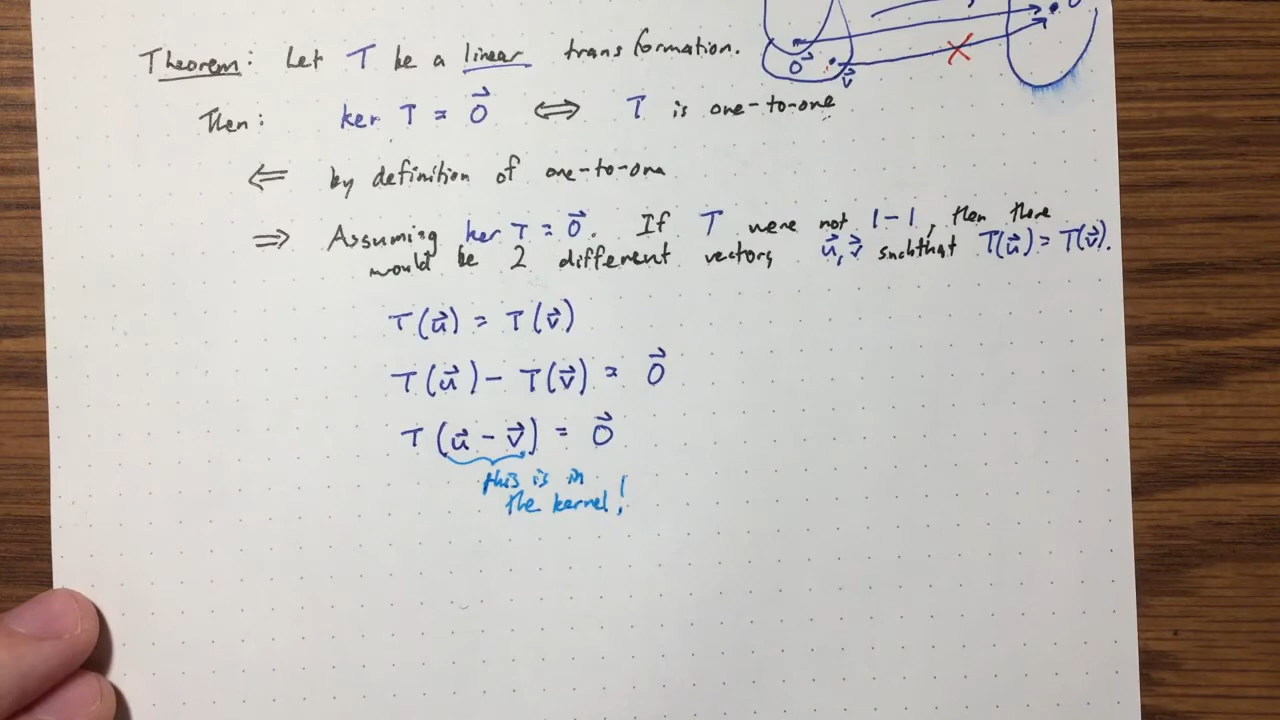 0⃗
0⃗ v⃗
Theorem: Let T be a linear transformation.
Then: ker T = 0⃗ ⟺ T is one-to-one
⟸ by definition of one-to-one
⟹ Assuming ker T = 0⃗. If T were not 1-1, then there
would be 2 different vectors u⃗, v⃗ such that T(u⃗) = T(v⃗).
T(u⃗) = T(v⃗)
T(u⃗) - T(v⃗) = 0⃗
T(u⃗ - v⃗) = 0⃗
this is in
the kernel!